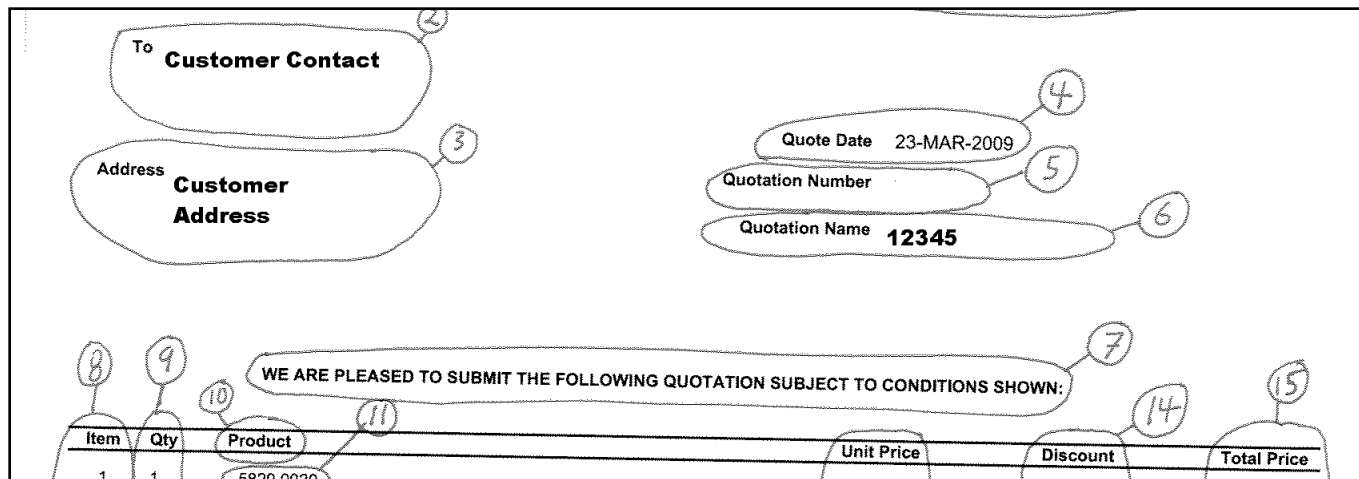 2
To Customer Contact
4
Quote Date 23-MAR-2009
3
5
Address Customer
Address
Quotation Number
6
Quotation Name 12345
7
8 9
WE ARE PLEASED TO SUBMIT THE FOLLOWING QUOTATION SUBJECT TO CONDITIONS SHOWN:
10 11 14 15
Item Qty Product Unit Price Discount Total Price
1 1 5820-0020